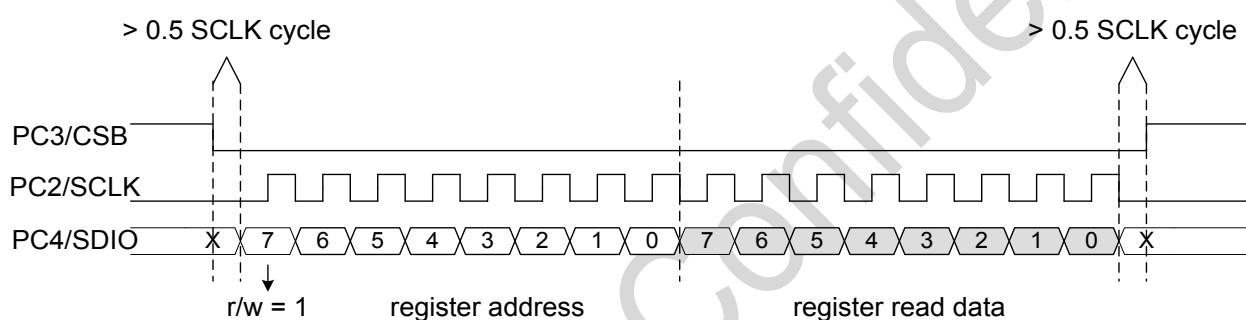 > 0.5 SCLK cycle > 0.5 SCLK cycle
PC3/CSB
PC2/SCLK
PC4/SDIO X 7 6 5 4 3 2 1 0 7 6 5 4 3 2 1 0 X
r/w = 1 register address register read data
Confide